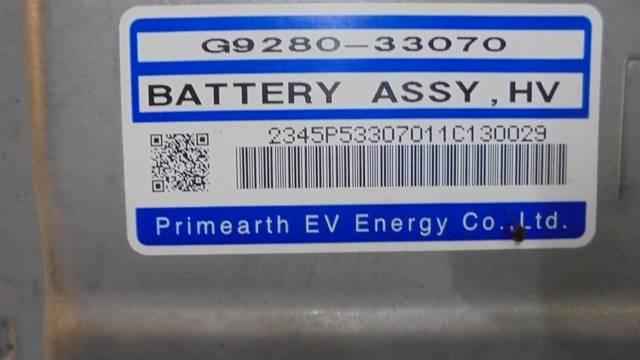 G9280-33070
BATTERY ASSY, HV
2345P53307011C130029
Primearth EV Energy Co.,Ltd.